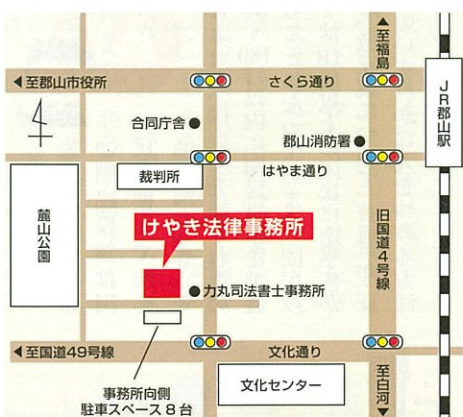 ▲至福島
◀至郡山市役所
さくら通り
JR郡山駅
合同庁舎●
郡山消防署●
はやま通り
裁判所
麓山公園
けやき法律事務所
旧国道4号線
●力丸司法書士事務所
◀至国道49号線
文化通り
事務所向側
駐車スペース8台
文化センター
至白河▼